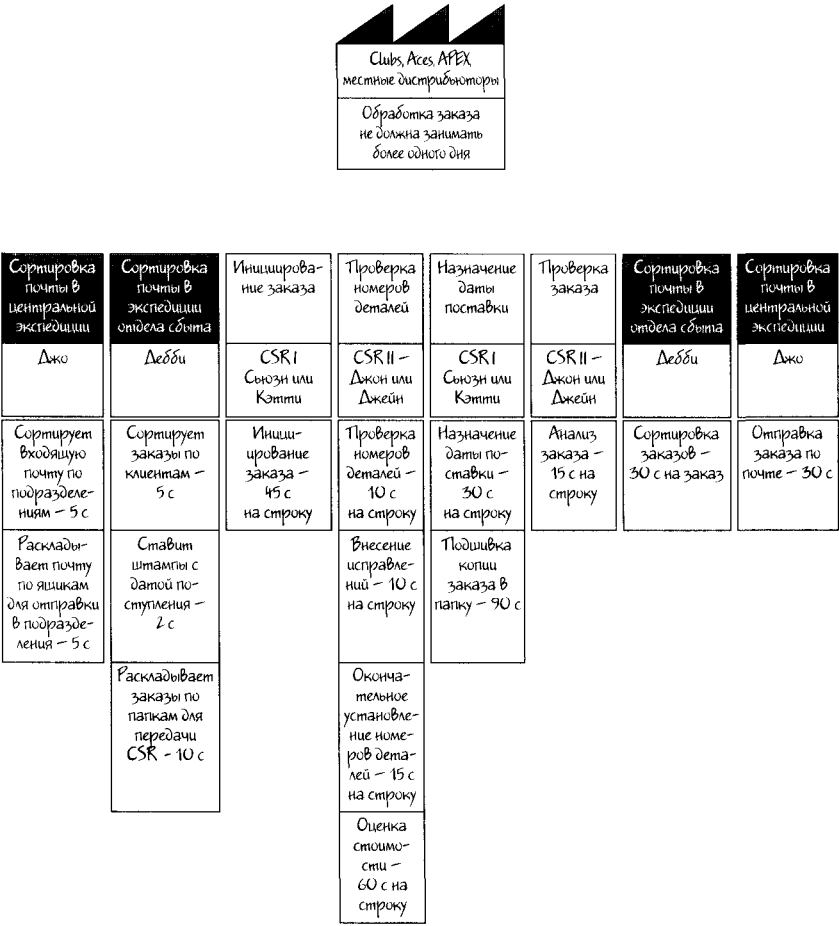 Clubs, Aces, APEX,
местные дистрибьюторы
Обработка заказа
не должна занимать
более одного дня
Сортировка
почты в
центральной
экспедиции
Джо
Сортирует
входящую
почту по
подразделе-
ниям – 5 с
Расклады-
вает почту
по ящикам
для отправки
в подразде-
ления – 5 с
Сортировка
почты в
экспедиции
отдела сбыта
Дебби
Сортирует
заказы по
клиентам –
5 с
Ставит
штампы с
датой по-
ступления –
2 с
Раскладывает
заказы по
папкам для
передачи
CSR – 10 с
Иницииrова-
ние заказа
CSR I
Сьюзн или
Кэтти
Иници-
ирование
заказа –
45 с
на строку
Проверка
номеров
деталей
CSR II –
Джон или
Джейн
Проверка
номеров
деталей –
10 с
на строку
Внесение
исправле-
ний – 10 с
на строку
Оконча-
тельное
установле-
ние номе-
ров дета-
лей – 15 с
на строку
Оценка
стоимо-
сти –
60 с на
строку
Назначение
даты
поставки
CSR I
Сьюзн или
Кэтти
Назначение
даты по-
ставки –
30 с
на строку
Подшивка
копии
заказа в
папку – 90 с
Проверка
заказа
CSR II –
Джон или
Джейн
Анализ
заказа –
15 с на
строку
Сортировка
почты в
экспедиции
отдела сбыта
Дебби
Сортировка
заказов –
30 с на заказ
Сортировка
почты в
центральной
экспедиции
Джо
Отправка
заказа по
почте – 30 с